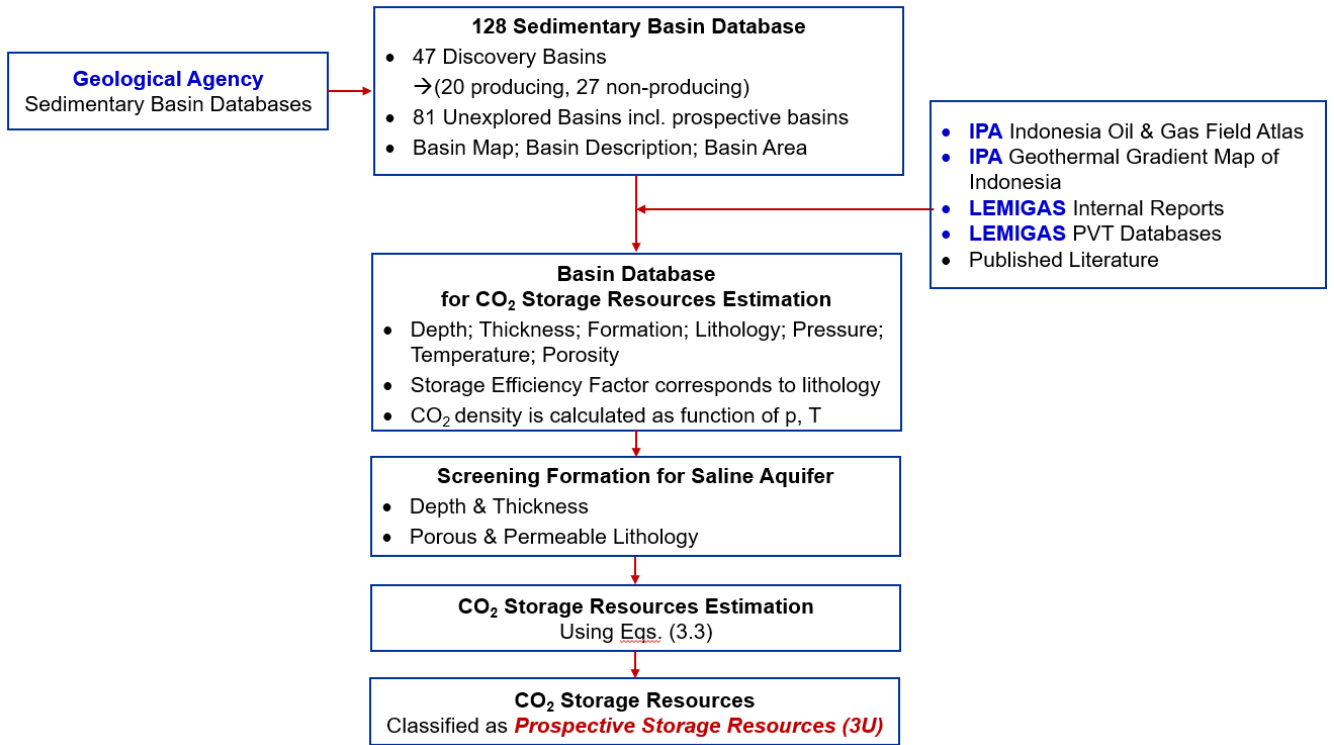 Geological Agency
Sedimentary Basin Databases
128 Sedimentary Basin Database
• 47 Discovery Basins
→(20 producing, 27 non-producing)
• 81 Unexplored Basins incl. prospective basins
• Basin Map; Basin Description; Basin Area
• IPA Indonesia Oil & Gas Field Atlas
• IPA Geothermal Gradient Map of
Indonesia
• LEMIGAS Internal Reports
• LEMIGAS PVT Databases
• Published Literature
Basin Database
for CO₂ Storage Resources Estimation
• Depth; Thickness; Formation; Lithology; Pressure;
Temperature; Porosity
• Storage Efficiency Factor corresponds to lithology
• CO₂ density is calculated as function of p, T
Screening Formation for Saline Aquifer
• Depth & Thickness
• Porous & Permeable Lithology
CO₂ Storage Resources Estimation
Using Eqs. (3.3)
CO₂ Storage Resources
Classified as Prospective Storage Resources (3U)